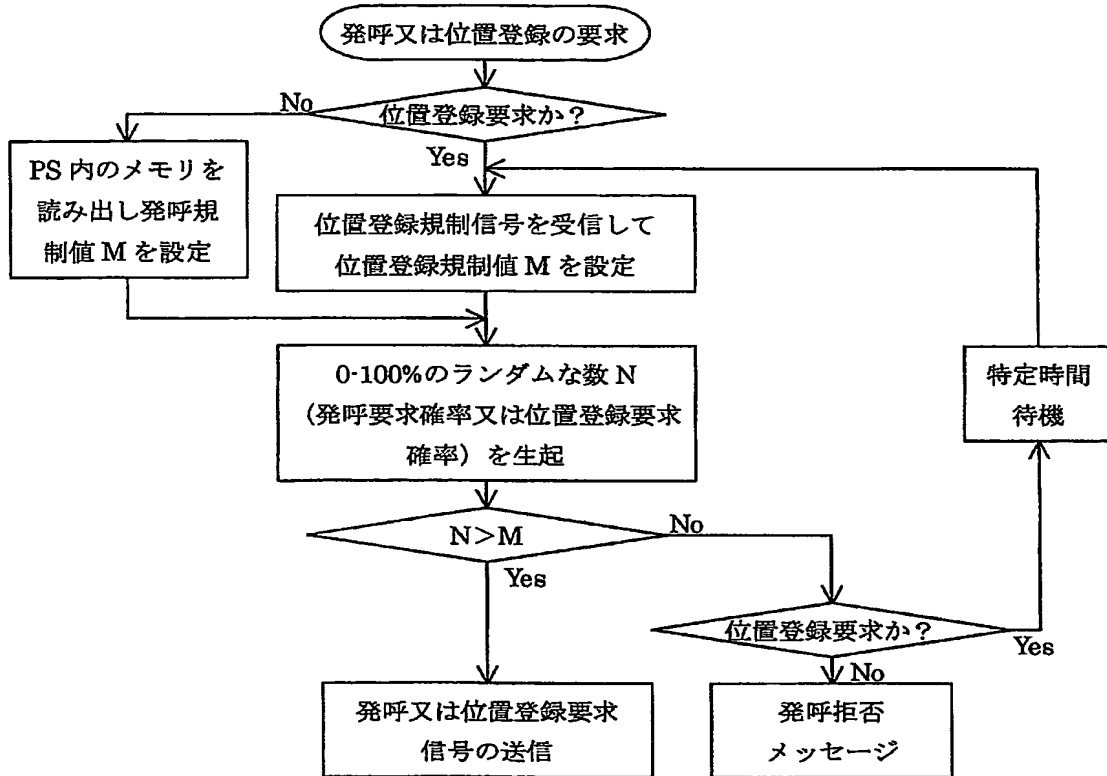 発呼又は位置登録の要求
No
位置登録要求か？
Yes
PS 内のメモリを
読み出し発呼規
制値 M を設定
位置登録規制信号を受信して
位置登録規制値 M を設定
0-100%のランダムな数 N
（発呼要求確率又は位置登録要求
確率）を生起
特定時間
待機
N＞M
No
Yes
位置登録要求か？
Yes
No
発呼又は位置登録要求
信号の送信
発呼拒否
メッセージ